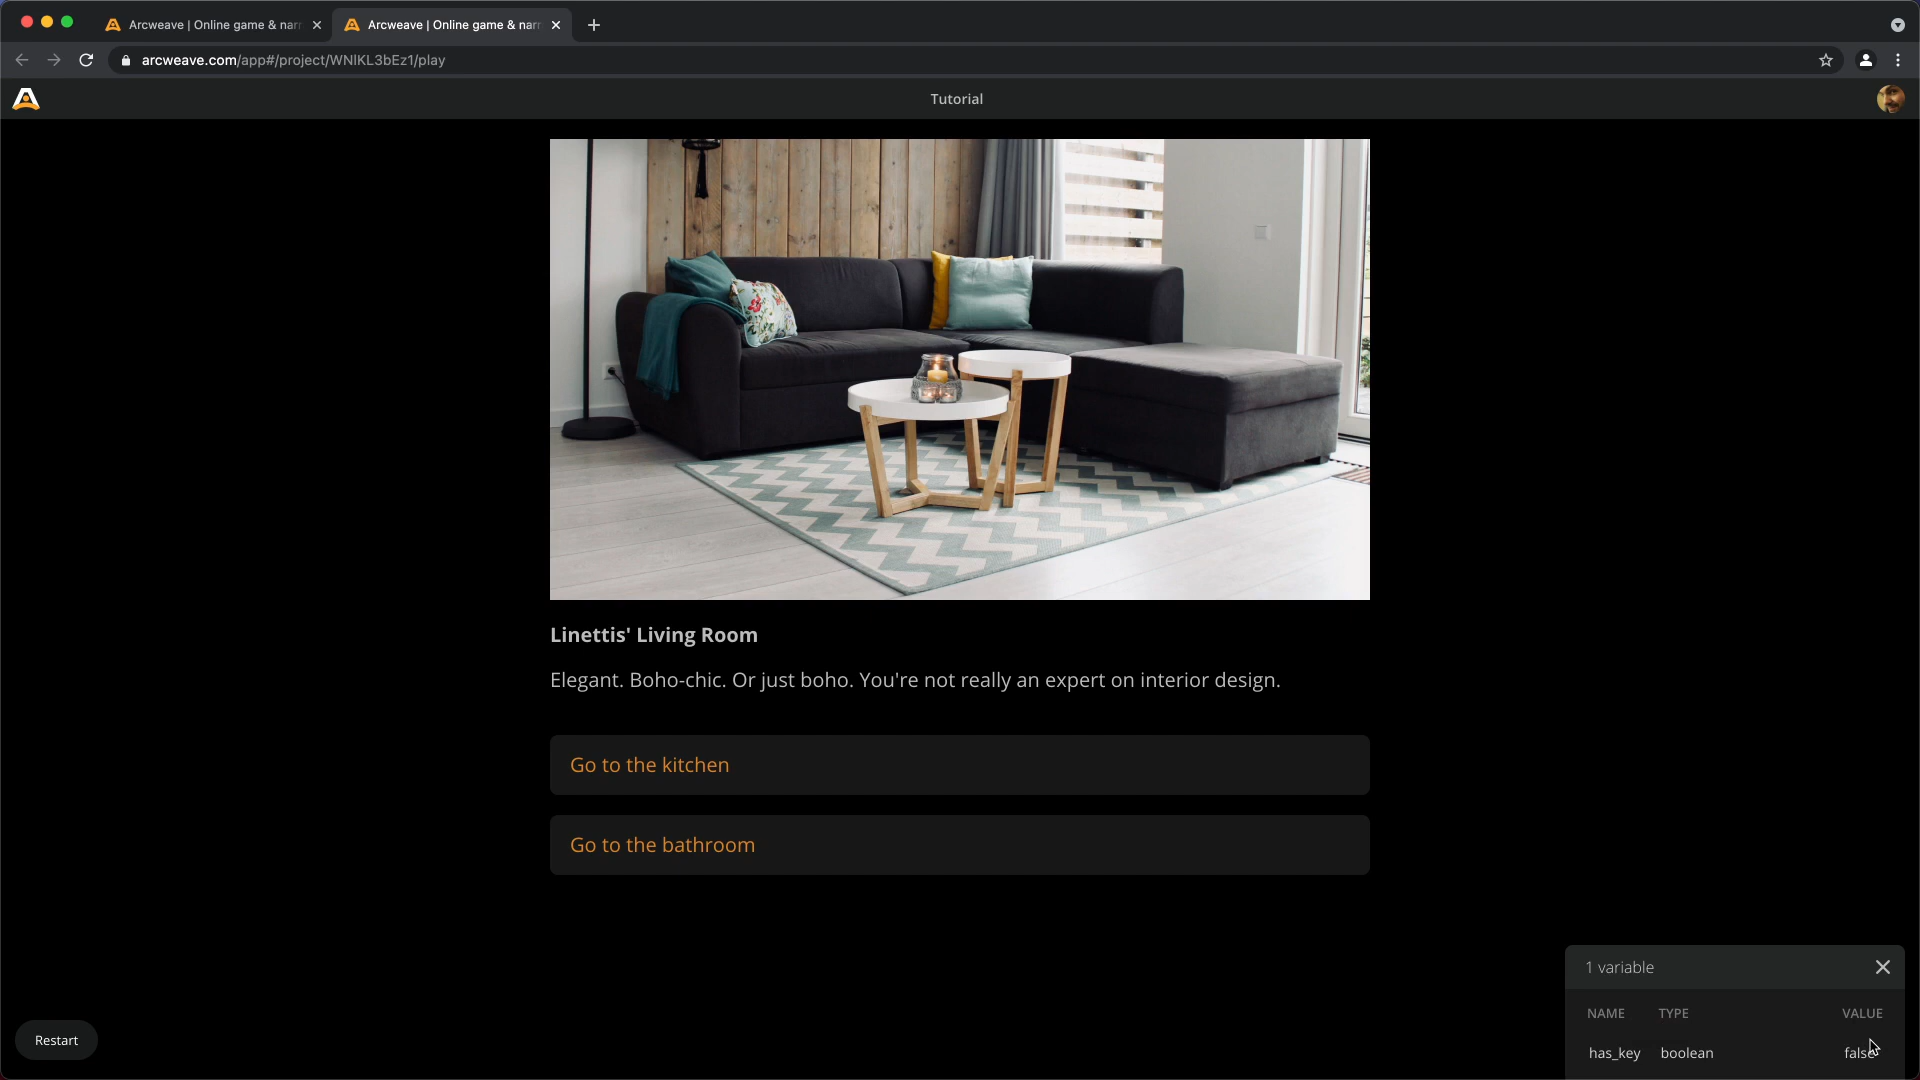 Arcweave | Online game & narr
Arcweave | Online game & narr
arcweave.com/app#/project/WNlKL3bEz1/play
Tutorial
Linettis' Living Room
Elegant. Boho-chic. Or just boho. You're not really an expert on interior design.
Go to the kitchen
Go to the bathroom
1 variable
NAME TYPE VALUE
has_key boolean false
Restart